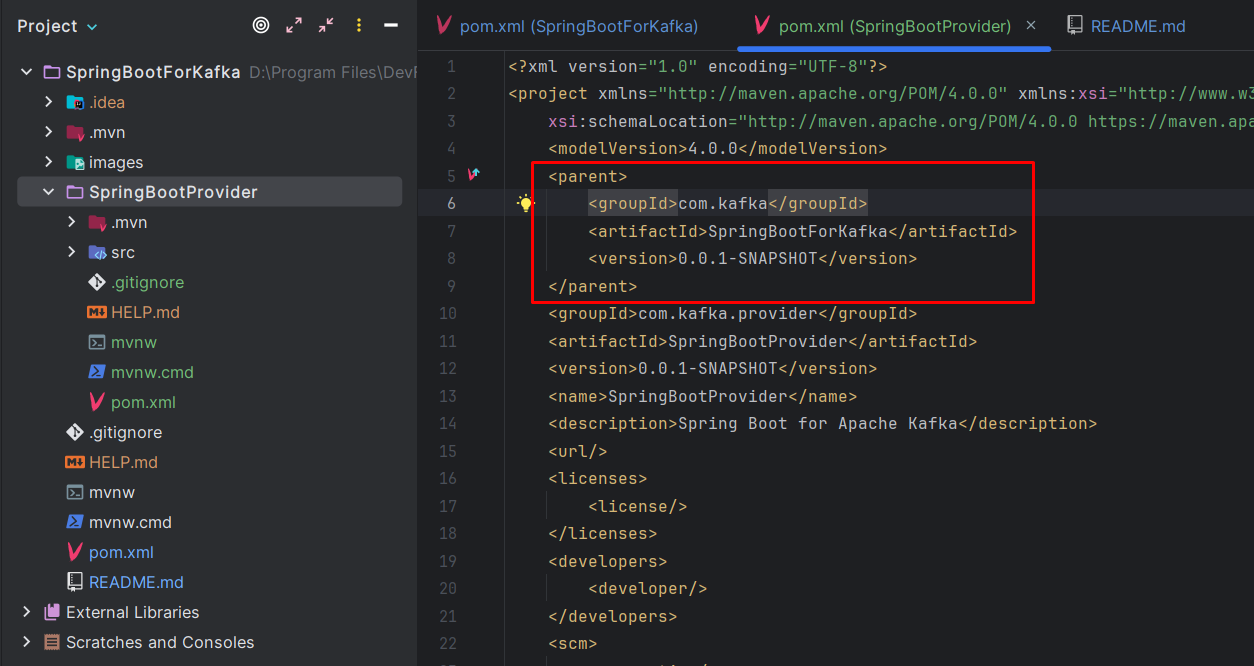 Project
SpringBootForKafka D:\Program Files\DevF
.idea
.mvn
images
SpringBootProvider
.mvn
src
.gitignore
HELP.md
mvnw
mvnw.cmd
pom.xml
.gitignore
HELP.md
mvnw
mvnw.cmd
pom.xml
README.md
External Libraries
Scratches and Consoles
pom.xml (SpringBootForKafka)
pom.xml (SpringBootProvider)
README.md
1 <?xml version="1.0" encoding="UTF-8"?>
2 <project xmlns="http://maven.apache.org/POM/4.0.0" xmlns:xsi="http://www.w3
3 xsi:schemaLocation="http://maven.apache.org/POM/4.0.0 https://maven.apa
4 <modelVersion>4.0.0</modelVersion>
5 <parent>
6 <groupId>com.kafka</groupId>
7 <artifactId>SpringBootForKafka</artifactId>
8 <version>0.0.1-SNAPSHOT</version>
9 </parent>
10 <groupId>com.kafka.provider</groupId>
11 <artifactId>SpringBootProvider</artifactId>
12 <version>0.0.1-SNAPSHOT</version>
13 <name>SpringBootProvider</name>
14 <description>Spring Boot for Apache Kafka</description>
15 <url/>
16 <licenses>
17 <license/>
18 </licenses>
19 <developers>
20 <developer/>
21 </developers>
22 <scm>